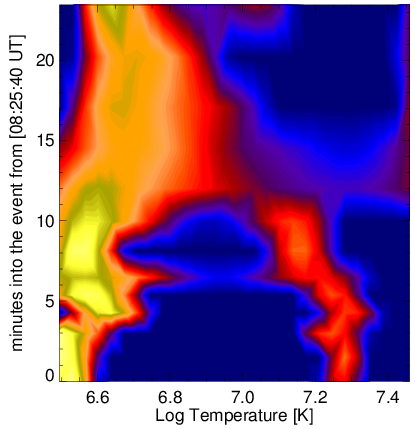 minutes into the event from [08:25:40 UT]
20
15
10
5
0
6.6 6.8 7.0 7.2 7.4
Log Temperature [K]